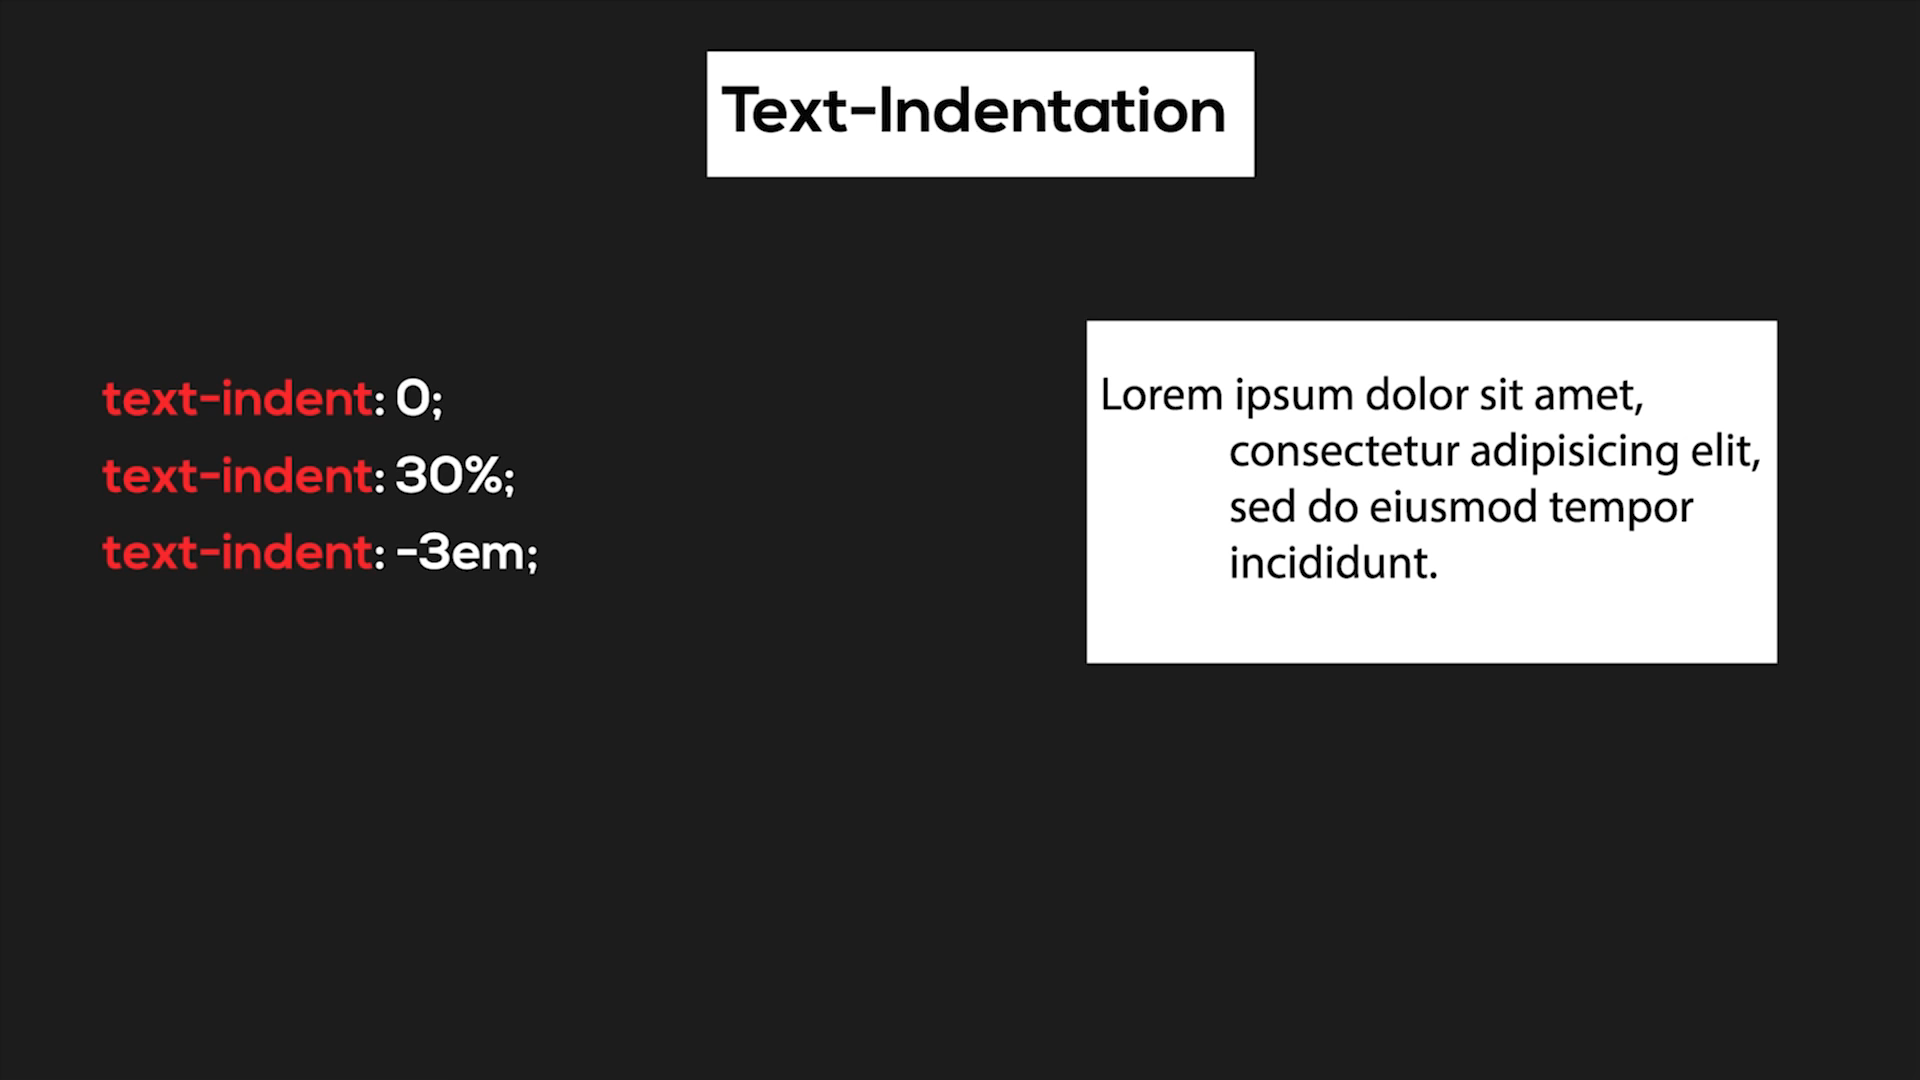 Text-Indentation
text-indent: 0;
text-indent: 30%;
text-indent: -3em;
Lorem ipsum dolor sit amet,
consectetur adipisicing elit,
sed do eiusmod tempor
incididunt.